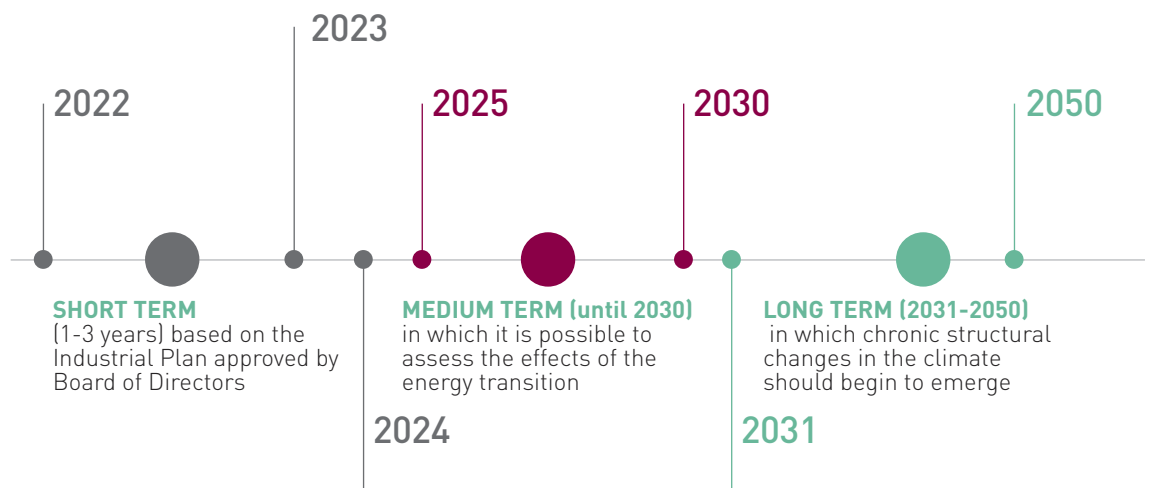 2023
2022
2025
2030
2050
SHORT TERM
(1-3 years) based on the
Industrial Plan approved by
Board of Directors
MEDIUM TERM (until 2030)
in which it is possible to
assess the effects of the
energy transition
LONG TERM (2031-2050)
in which chronic structural
changes in the climate
should begin to emerge
2024
2031